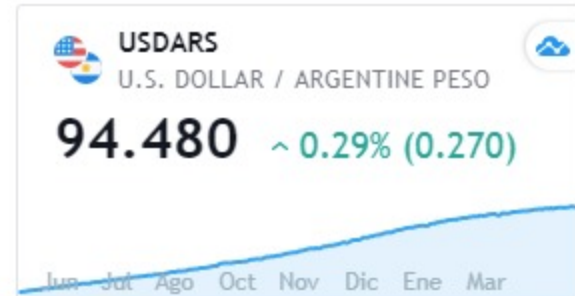 USDARS
U.S. DOLLAR / ARGENTINE PESO
94.480 ^ 0.29% (0.270)
Jun Jul Ago Oct Nov Dic Ene Mar